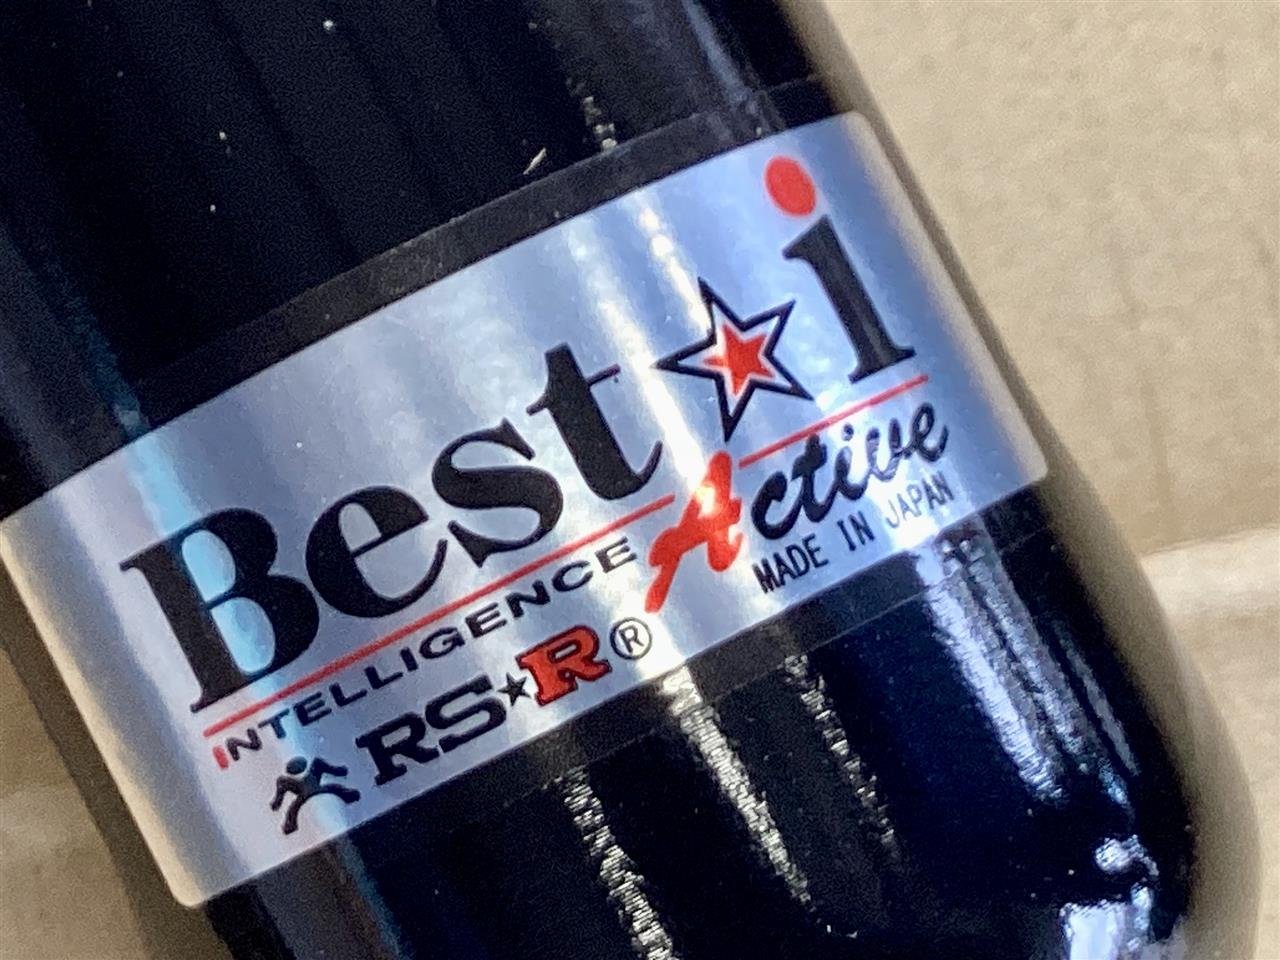 Best☆i
INTELLIGENCE Active
MADE IN JAPAN
RS★R®